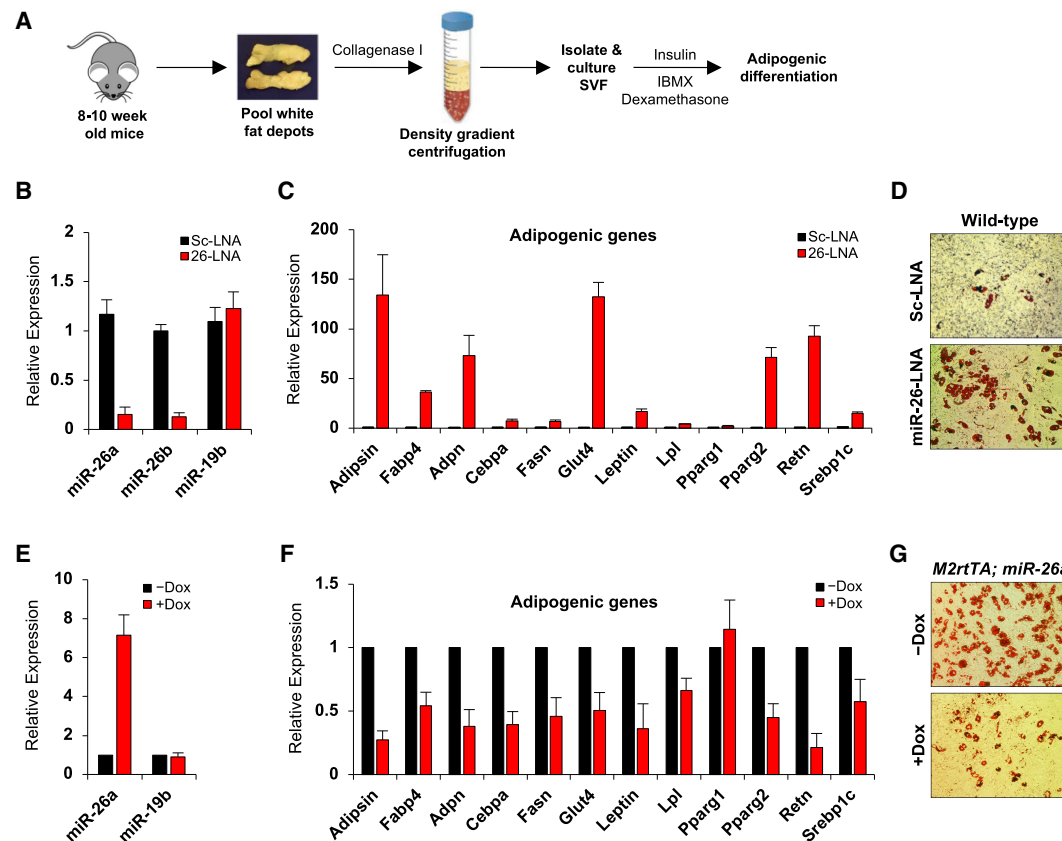 A
8-10 week
old mice
Pool white
fat depots
Collagenase I
Density gradient
centrifugation
Isolate &
culture
SVF
Insulin
IBMX
Dexamethasone
Adipogenic
differentiation
B
Relative Expression
2
1.5
1
0.5
0
Sc-LNA
26-LNA
miR-26a
miR-26b
miR-19b
C
Adipogenic genes
Relative Expression
200
150
100
50
0
Sc-LNA
26-LNA
Adipsin
Fabp4
Adpn
Cebpa
Fasn
Glut4
Leptin
Lpl
Pparg1
Pparg2
Retn
Srebp1c
D
Wild-type
Sc-LNA
miR-26-LNA
E
Relative Expression
10
8
6
4
2
0
−Dox
+Dox
miR-26a
miR-19b
F
Adipogenic genes
Relative Expression
1.5
1
0.5
0
−Dox
+Dox
Adipsin
Fabp4
Adpn
Cebpa
Fasn
Glut4
Leptin
Lpl
Pparg1
Pparg2
Retn
Srebp1c
G
M2rtTA; miR-26a
−Dox
+Dox